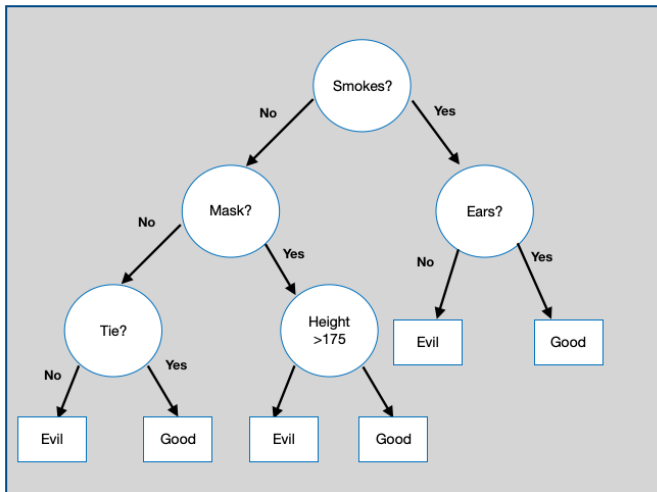 Smokes?
No
Yes
Mask?
Ears?
No
Yes
No
Yes
Tie?
Height
>175
Evil
Good
No
Yes
Evil
Good
Evil
Good